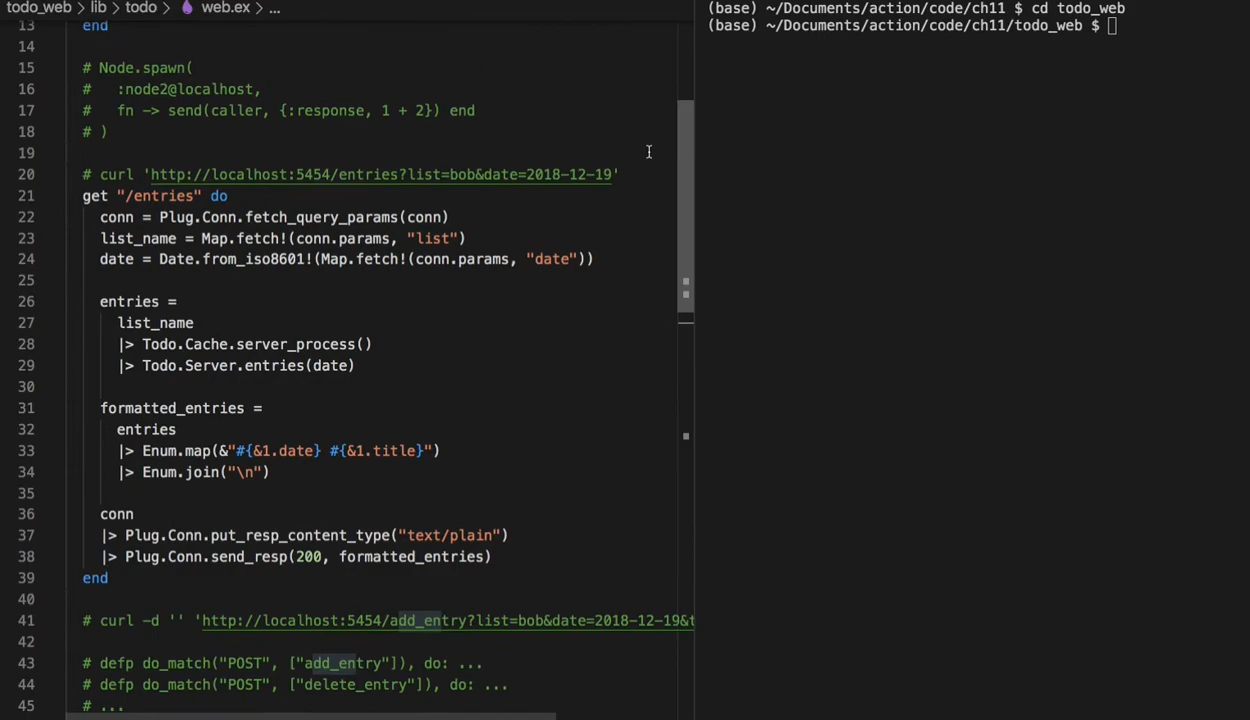 todo_web > lib > todo > web.ex > ...
13 end
14
15 # Node.spawn(
16 #   :node2@localhost,
17 #   fn -> send(caller, {:response, 1 + 2}) end
18 # )
19
20 # curl 'http://localhost:5454/entries?list=bob&date=2018-12-19'
21 get "/entries" do
22   conn = Plug.Conn.fetch_query_params(conn)
23   list_name = Map.fetch!(conn.params, "list")
24   date = Date.from_iso8601!(Map.fetch!(conn.params, "date"))
25
26   entries =
27     list_name
28     |> Todo.Cache.server_process()
29     |> Todo.Server.entries(date)
30
31   formatted_entries =
32     entries
33     |> Enum.map(&"#{&1.date} #{&1.title}")
34     |> Enum.join("\n")
35
36   conn
37   |> Plug.Conn.put_resp_content_type("text/plain")
38   |> Plug.Conn.send_resp(200, formatted_entries)
39 end
40
41 # curl -d '' 'http://localhost:5454/add_entry?list=bob&date=2018-12-19&t
42
43 # defp do_match("POST", ["add_entry"]), do: ...
44 # defp do_match("POST", ["delete_entry"]), do: ...
45 # ...
(base) ~/Documents/action/code/ch11 $ cd todo_web
(base) ~/Documents/action/code/ch11/todo_web $